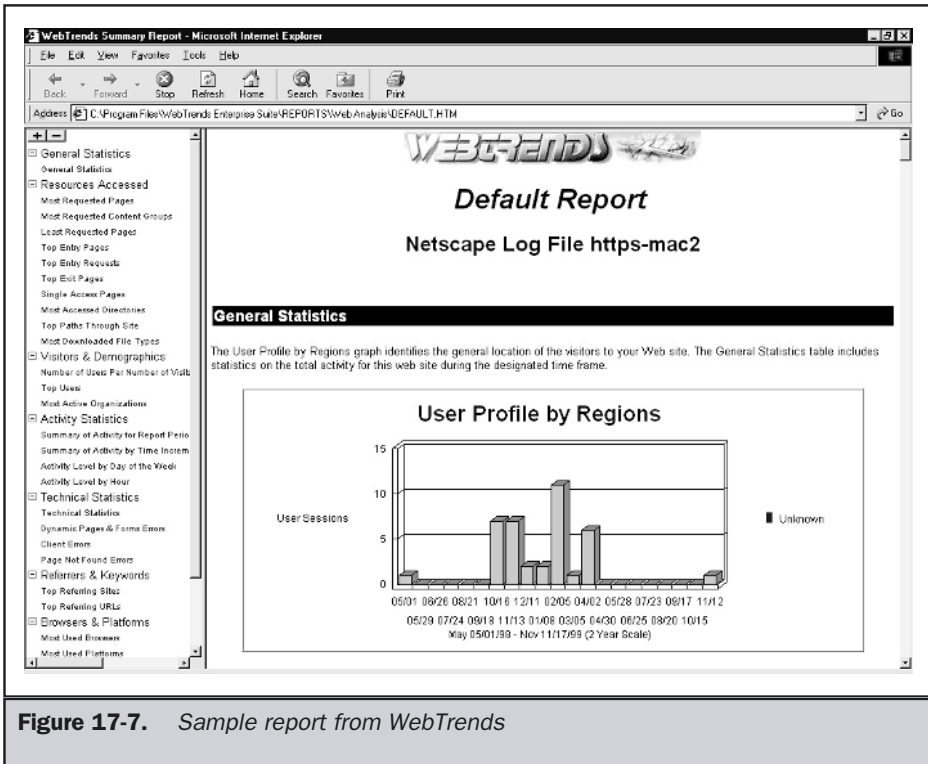 WebTrends Summary Report - Microsoft Internet Explorer
File Edit View Favorites Tools Help
Back Forward Stop Refresh Home Search Favorites Print
Address C:\Program Files\WebTrends Enterprise Suite\REPORTS\Web Analysis\DEFAULT.HTM Go
General Statistics
General Statistics
Resources Accessed
Most Requested Pages
Most Requested Content Groups
Least Requested Pages
Top Entry Pages
Top Entry Requests
Top Exit Pages
Single Access Pages
Most Accessed Directories
Top Paths Through Site
Most Downloaded File Types
Visitors & Demographics
Number of Users Per Number of Visit
Top Users
Most Active Organizations
Activity Statistics
Summary of Activity for Report Perio
Summary of Activity by Time Increm
Activity Level by Day of the Week
Activity Level by Hour
Technical Statistics
Technical Statistics
Dynamic Pages & Forms Errors
Client Errors
Page Not Found Errors
Referrers & Keywords
Top Referring Sites
Top Referring URLs
Browsers & Platforms
Most Used Browsers
Most Used Platforms
WEBTRENDS
Default Report
Netscape Log File https-mac2
General Statistics
The User Profile by Regions graph identifies the general location of the visitors to your Web site. The General Statistics table includes
statistics on the total activity for this web site during the designated time frame.
User Profile by Regions
15
10
User Sessions
Unknown
5
0
05/01 06/26 08/21 10/16 12/11 02/05 04/02 05/28 07/23 09/17 11/12
05/29 07/24 09/18 11/13 01/08 03/05 04/30 06/25 08/20 10/15
May 05/01/98 - Nov 11/17/99 (2 Year Scale)
Figure 17-7. Sample report from WebTrends